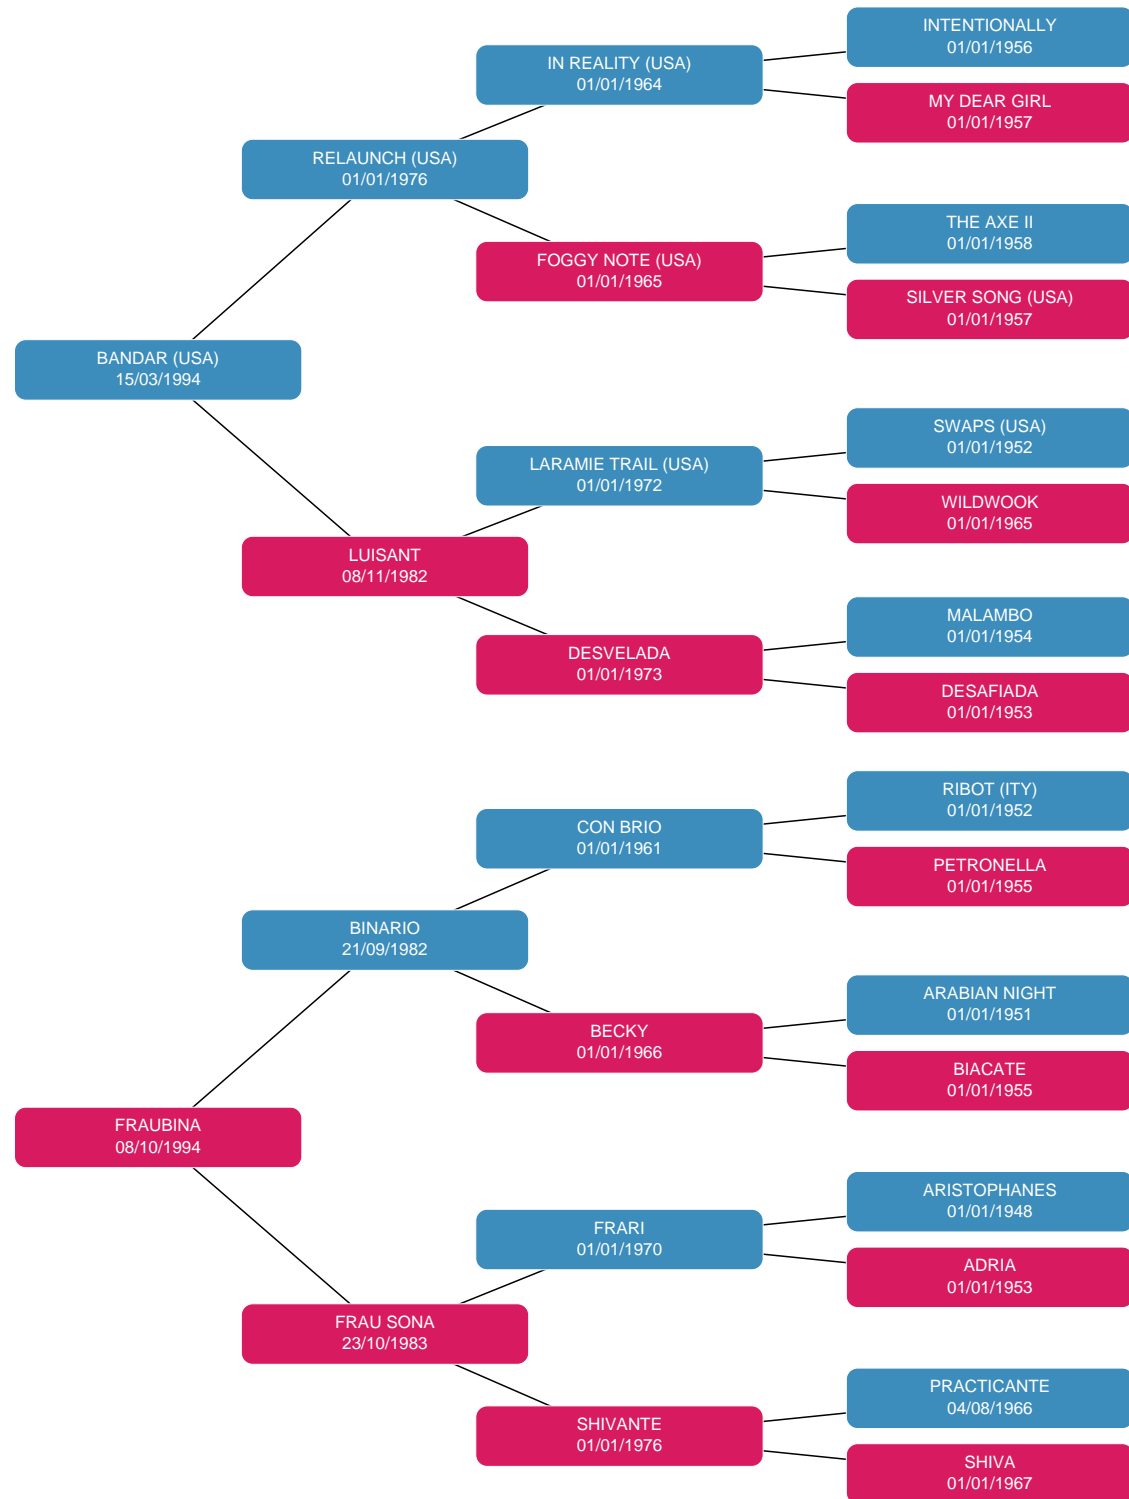 INTENTIONALLY
01/01/1956
IN REALITY (USA)
01/01/1964
MY DEAR GIRL
01/01/1957
RELAUNCH (USA)
01/01/1976
THE AXE II
01/01/1958
FOGGY NOTE (USA)
01/01/1965
SILVER SONG (USA)
01/01/1957
BANDAR (USA)
15/03/1994
SWAPS (USA)
01/01/1952
LARAMIE TRAIL (USA)
01/01/1972
WILDWOOK
01/01/1965
LUISANT
08/11/1982
MALAMBO
01/01/1954
DESVELADA
01/01/1973
DESAFIADA
01/01/1953
RIBOT (ITY)
01/01/1952
CON BRIO
01/01/1961
PETRONELLA
01/01/1955
BINARIO
21/09/1982
ARABIAN NIGHT
01/01/1951
BECKY
01/01/1966
BIACATE
01/01/1955
FRAUBINA
08/10/1994
ARISTOPHANES
01/01/1948
FRARI
01/01/1970
ADRIA
01/01/1953
FRAU SONA
23/10/1983
PRACTICANTE
04/08/1966
SHIVANTE
01/01/1976
SHIVA
01/01/1967